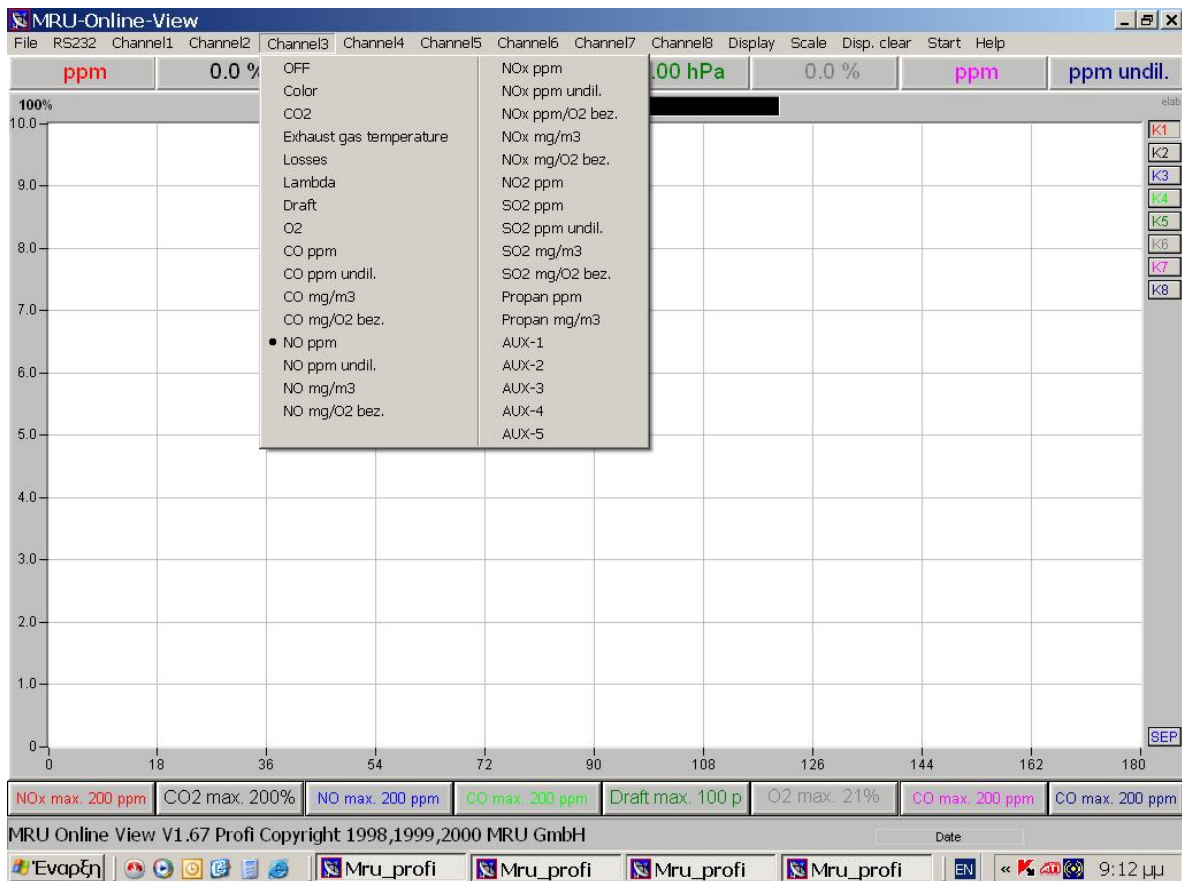 MRU-Online-View
File RS232 Channel1 Channel2 Channel3 Channel4 Channel5 Channel6 Channel7 Channel8 Display Scale Disp. clear Start Help
ppm 0.0 % .00 hPa 0.0 % ppm ppm undil.
OFF
Color
CO2
Exhaust gas temperature
Losses
Lambda
Draft
O2
CO ppm
CO ppm undil.
CO mg/m3
CO mg/O2 bez.
NO ppm
NO ppm undil.
NO mg/m3
NO mg/O2 bez.
NOx ppm
NOx ppm undil.
NOx ppm/O2 bez.
NOx mg/m3
NOx mg/O2 bez.
NO2 ppm
SO2 ppm
SO2 ppm undil.
SO2 mg/m3
SO2 mg/O2 bez.
Propan ppm
Propan mg/m3
AUX-1
AUX-2
AUX-3
AUX-4
AUX-5
100%
elab
10.0
9.0
8.0
7.0
6.0
5.0
4.0
3.0
2.0
1.0
0
K1
K2
K3
K4
K5
K6
K7
K8
SEP
0 18 36 54 72 90 108 126 144 162 180
NOx max. 200 ppm CO2 max. 200% NO max. 200 ppm CO max. 200 ppm Draft max. 100 p O2 max. 21% CO max. 200 ppm CO max. 200 ppm
MRU Online View V1.67 Profi Copyright 1998,1999,2000 MRU GmbH Date
Έναρξη Mru_profi Mru_profi Mru_profi Mru_profi EN « 9:12 μμ